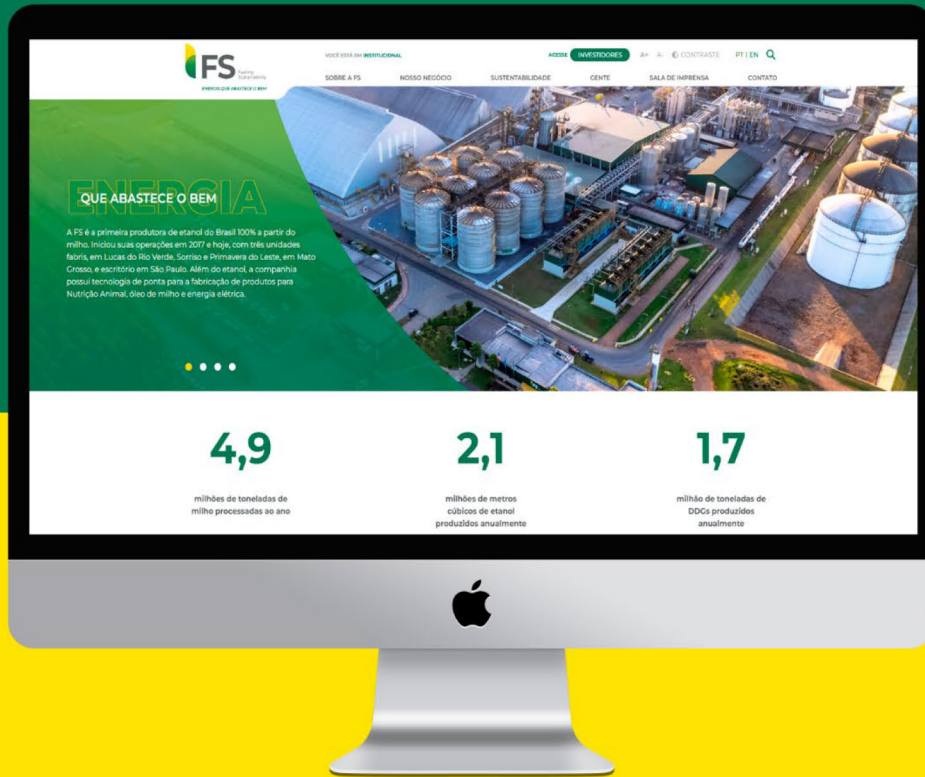 FS
Fueling
Sustainability
ENERGIA QUE ABASTECE O BEM
VOCÊ ESTÁ EM INSTITUCIONAL
ACESSE INVESTIDORES A+ A- CONTRASTE PT | EN
SOBRE A FS NOSSO NEGÓCIO SUSTENTABILIDADE GENTE SALA DE IMPRENSA CONTATO
ENERGIA
QUE ABASTECE O BEM
A FS é a primeira produtora de etanol do Brasil 100% a partir do
milho. Iniciou suas operações em 2017 e hoje, com três unidades
fabris, em Lucas do Rio Verde, Sorriso e Primavera do Leste, em Mato
Grosso, e escritório em São Paulo. Além do etanol, a companhia
possui tecnologia de ponta para a fabricação de produtos para
Nutrição Animal, óleo de milho e energia elétrica.
4,9
milhões de toneladas de
milho processadas ao ano
2,1
milhões de metros
cúbicos de etanol
produzidos anualmente
1,7
milhão de toneladas de
DDGs produzidos
anualmente